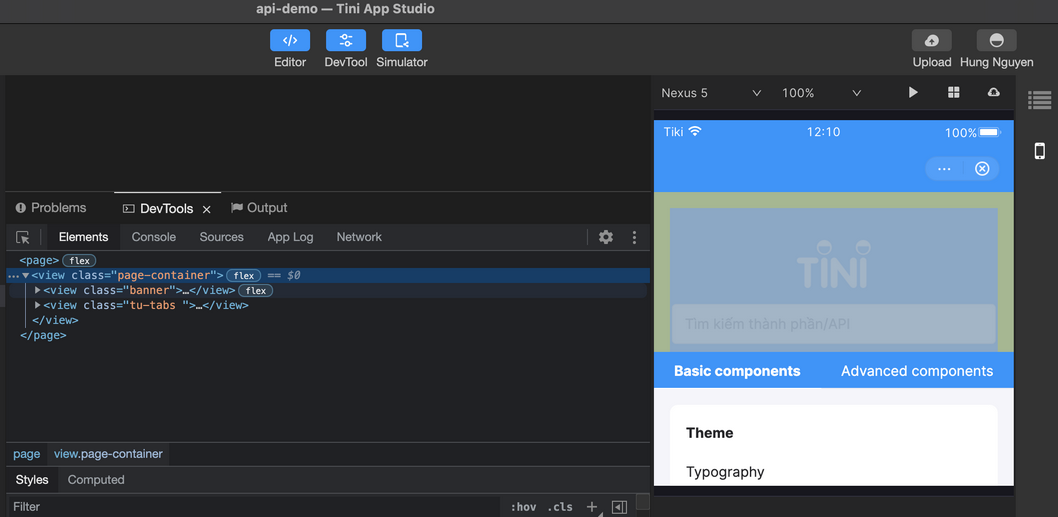 api-demo — Tini App Studio
Editor
DevTool
Simulator
Upload
Hung Nguyen
Problems
DevTools
Output
Elements
Console
Sources
App Log
Network
<page> flex
<view class="page-container"> flex == $0
<view class="banner">…</view> flex
<view class="tu-tabs ">…</view>
</view>
</page>
page
view.page-container
Styles
Computed
Filter
:hov
.cls
Nexus 5
100%
Tiki
12:10
100%
TINI
Tìm kiếm thành phần/API
Basic components
Advanced components
Theme
Typography